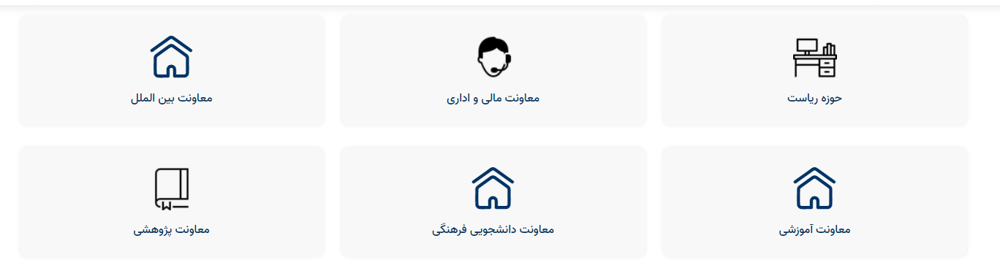 حوزه ریاست
معاونت مالی و اداری
معاونت بین الملل
معاونت آموزشی
معاونت دانشجویی فرهنگی
معاونت پژوهشی